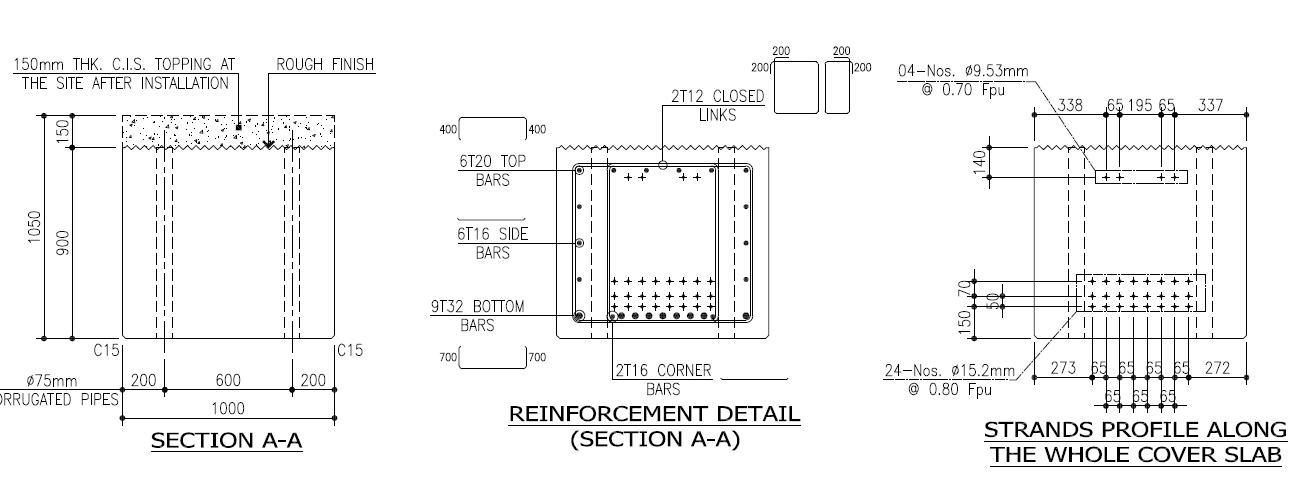 150mm THK. C.I.S. TOPPING AT
THE SITE AFTER INSTALLATION
ROUGH FINISH
150
1050
900
C15
C15
Ø75mm
ORRUGATED PIPES
200
600
200
1000
SECTION A-A
200
200
200
200
2T12 CLOSED
LINKS
400
400
6T20 TOP
BARS
6T16 SIDE
BARS
9T32 BOTTOM
BARS
700
700
2T16 CORNER
BARS
REINFORCEMENT DETAIL
(SECTION A-A)
04-Nos. Ø9.53mm
@ 0.70 Fpu
338
65
195
65
337
140
70
50
150
24-Nos. Ø15.2mm
@ 0.80 Fpu
273
65
65
65
65
272
65
65
65
STRANDS PROFILE ALONG
THE WHOLE COVER SLAB